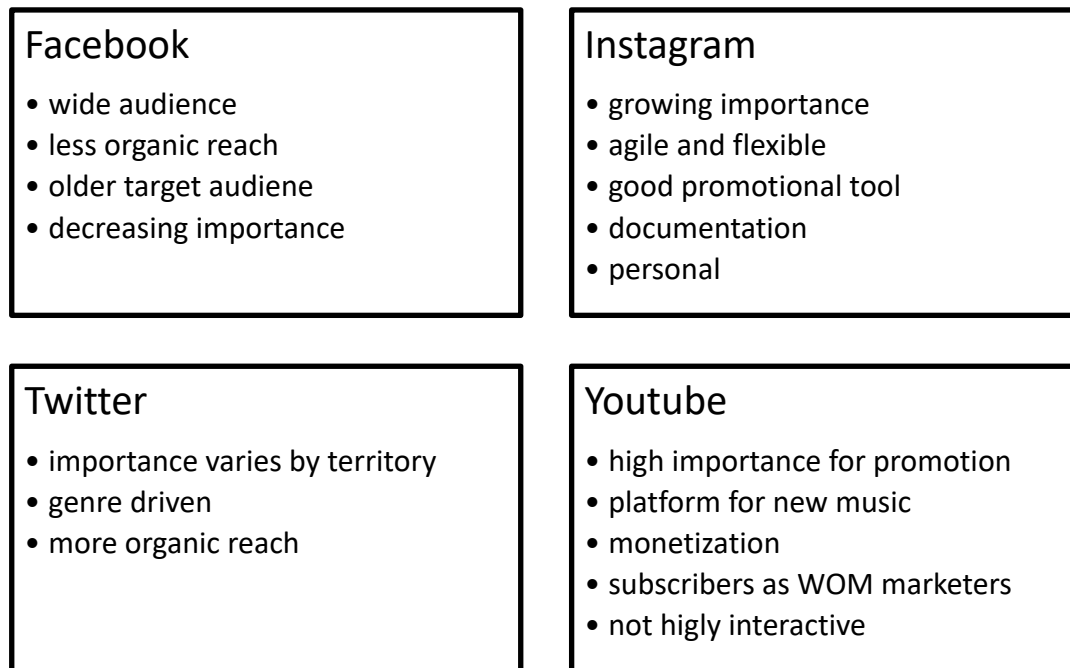 Facebook
• wide audience
• less organic reach
• older target audiene
• decreasing importance
Instagram
• growing importance
• agile and flexible
• good promotional tool
• documentation
• personal
Twitter
• importance varies by territory
• genre driven
• more organic reach
Youtube
• high importance for promotion
• platform for new music
• monetization
• subscribers as WOM marketers
• not higly interactive